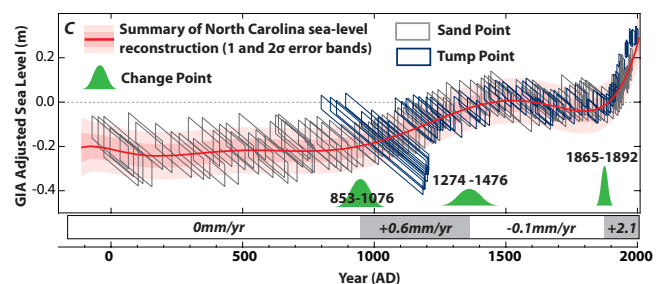 C
Summary of North Carolina sea-level
reconstruction (1 and 2σ error bands)
Change Point
Sand Point
Tump Point
GIA Adjusted Sea Level (m)
0.2
0.0
-0.2
-0.4
853-1076
1274 -1476
1865-1892
0mm/yr
+0.6mm/yr
-0.1mm/yr
+2.1
0
500
1000
1500
2000
Year (AD)